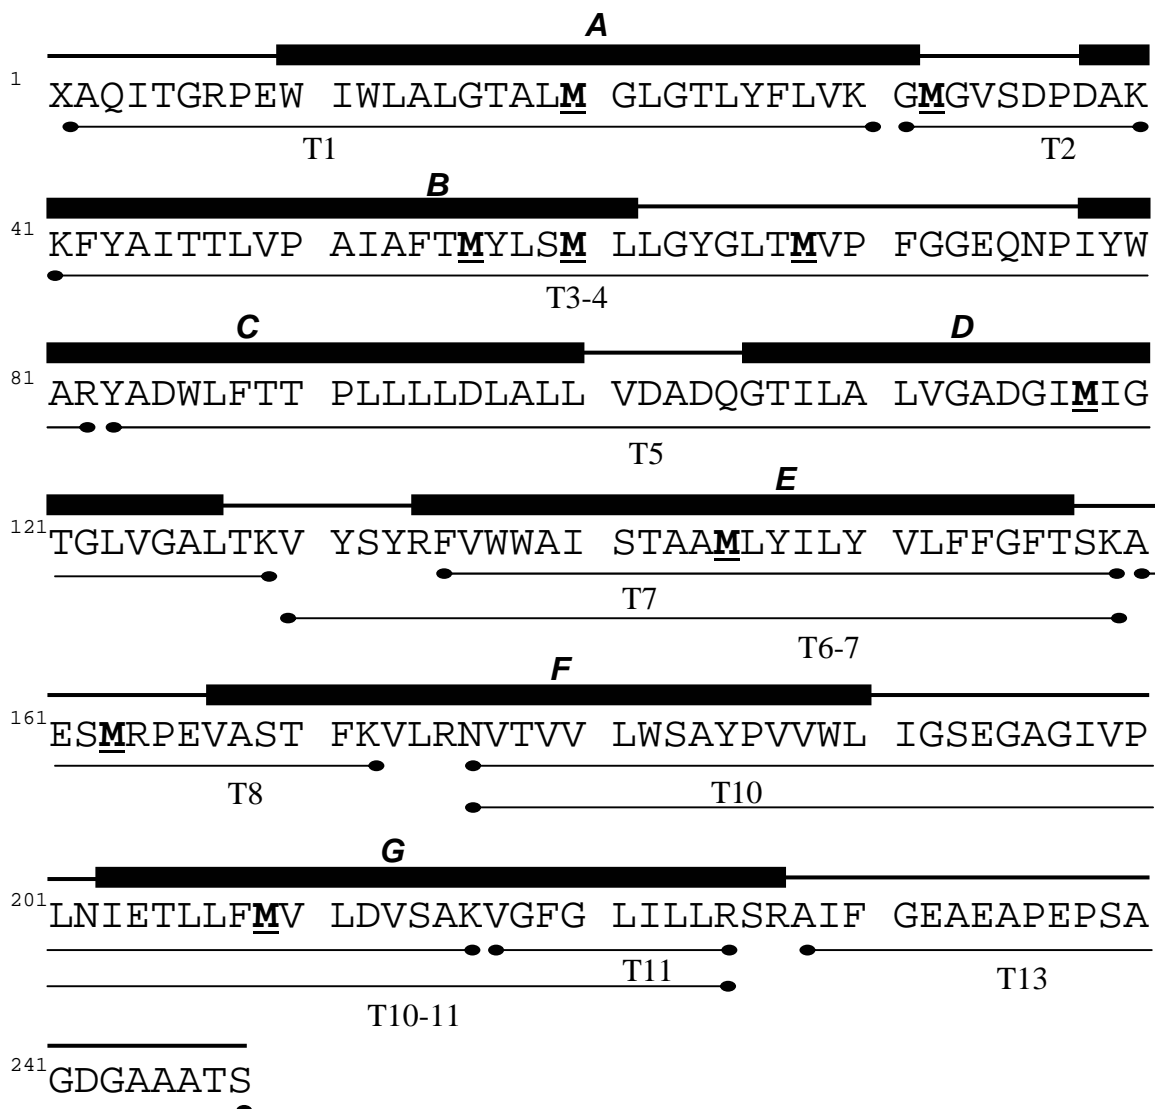 A
1 XAQITGRPEW IWLALGTALM GLGTLYFLVK GMGVSDPDAK
T1 T2
B
41 KFYAITTLVP AIAFTMYLSM LLGYGLTMVP FGGEQNPIYW
T3-4
C D
81 ARYADWLFTT PLLLLDLALL VDADQGTILA LVGADGIMIG
T5
E
121 TGLVGALTKV YSYRFVWWAI STAAMLYILY VLFFGFTSKA
T7
T6-7
F
161 ESMRPEVAST FKVLRNVTVV LWSAYPVVWL IGSEGAGIVP
T8 T10
G
201 LNIETLLFMV LDVSAKVGFG LILLRSRAIF GEAEAPEPSA
T11 T13
T10-11
241 GDGAAATS